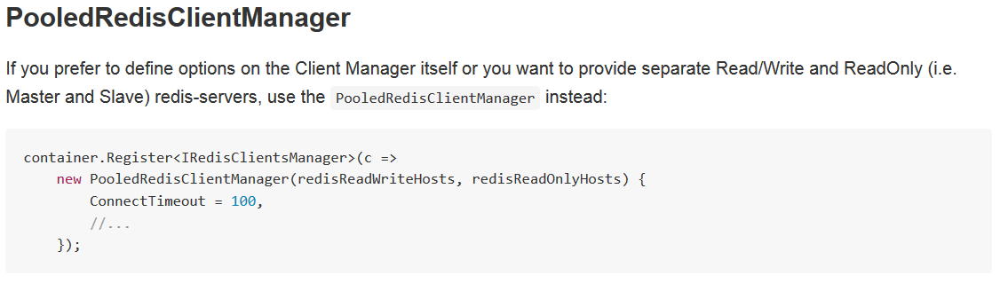 PooledRedisClientManager
If you prefer to define options on the Client Manager itself or you want to provide separate Read/Write and ReadOnly (i.e.
Master and Slave) redis-servers, use the PooledRedisClientManager instead:
container.Register<IRedisClientsManager>(c =>
    new PooledRedisClientManager(redisReadWriteHosts, redisReadOnlyHosts) {
        ConnectTimeout = 100,
        //...
    });